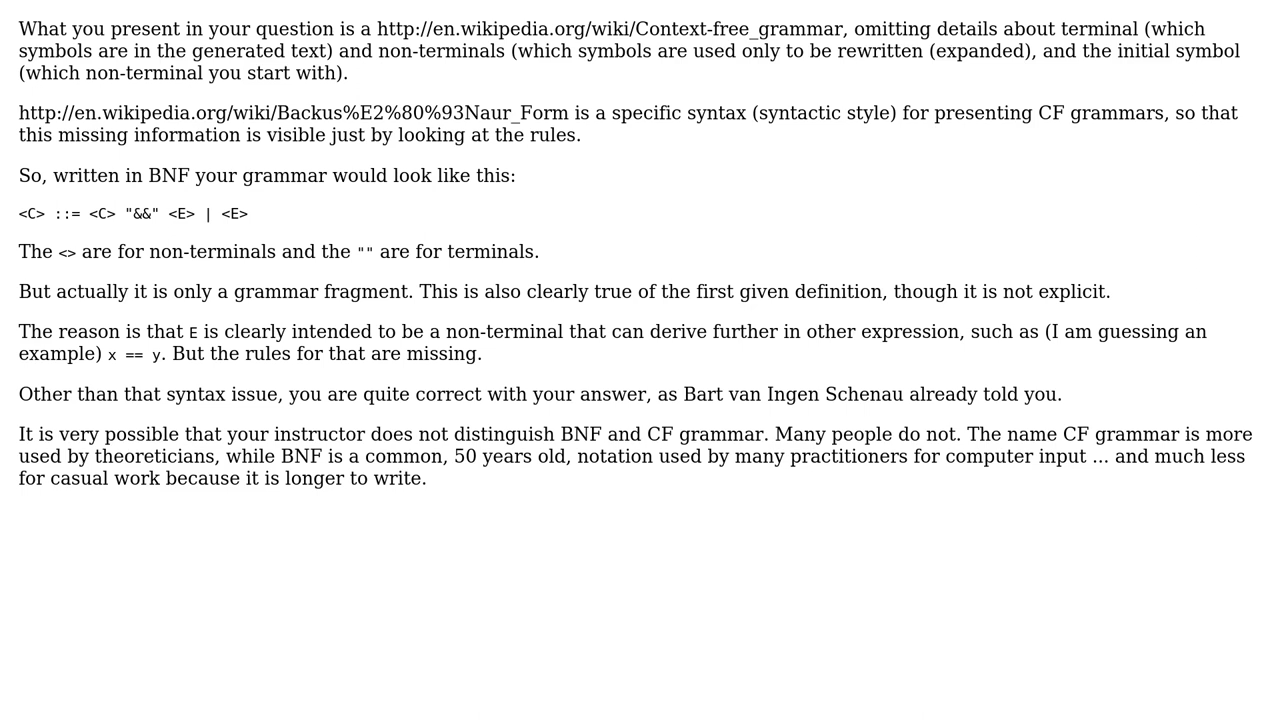 What you present in your question is a http://en.wikipedia.org/wiki/Context-free_grammar, omitting details about terminal (which
symbols are in the generated text) and non-terminals (which symbols are used only to be rewritten (expanded), and the initial symbol
(which non-terminal you start with).
http://en.wikipedia.org/wiki/Backus%E2%80%93Naur_Form is a specific syntax (syntactic style) for presenting CF grammars, so that
this missing information is visible just by looking at the rules.
So, written in BNF your grammar would look like this:
<C> ::= <C> "&&" <E> | <E>
The <> are for non-terminals and the "" are for terminals.
But actually it is only a grammar fragment. This is also clearly true of the first given definition, though it is not explicit.
The reason is that E is clearly intended to be a non-terminal that can derive further in other expression, such as (I am guessing an
example) x == y. But the rules for that are missing.
Other than that syntax issue, you are quite correct with your answer, as Bart van Ingen Schenau already told you.
It is very possible that your instructor does not distinguish BNF and CF grammar. Many people do not. The name CF grammar is more
used by theoreticians, while BNF is a common, 50 years old, notation used by many practitioners for computer input ... and much less
for casual work because it is longer to write.